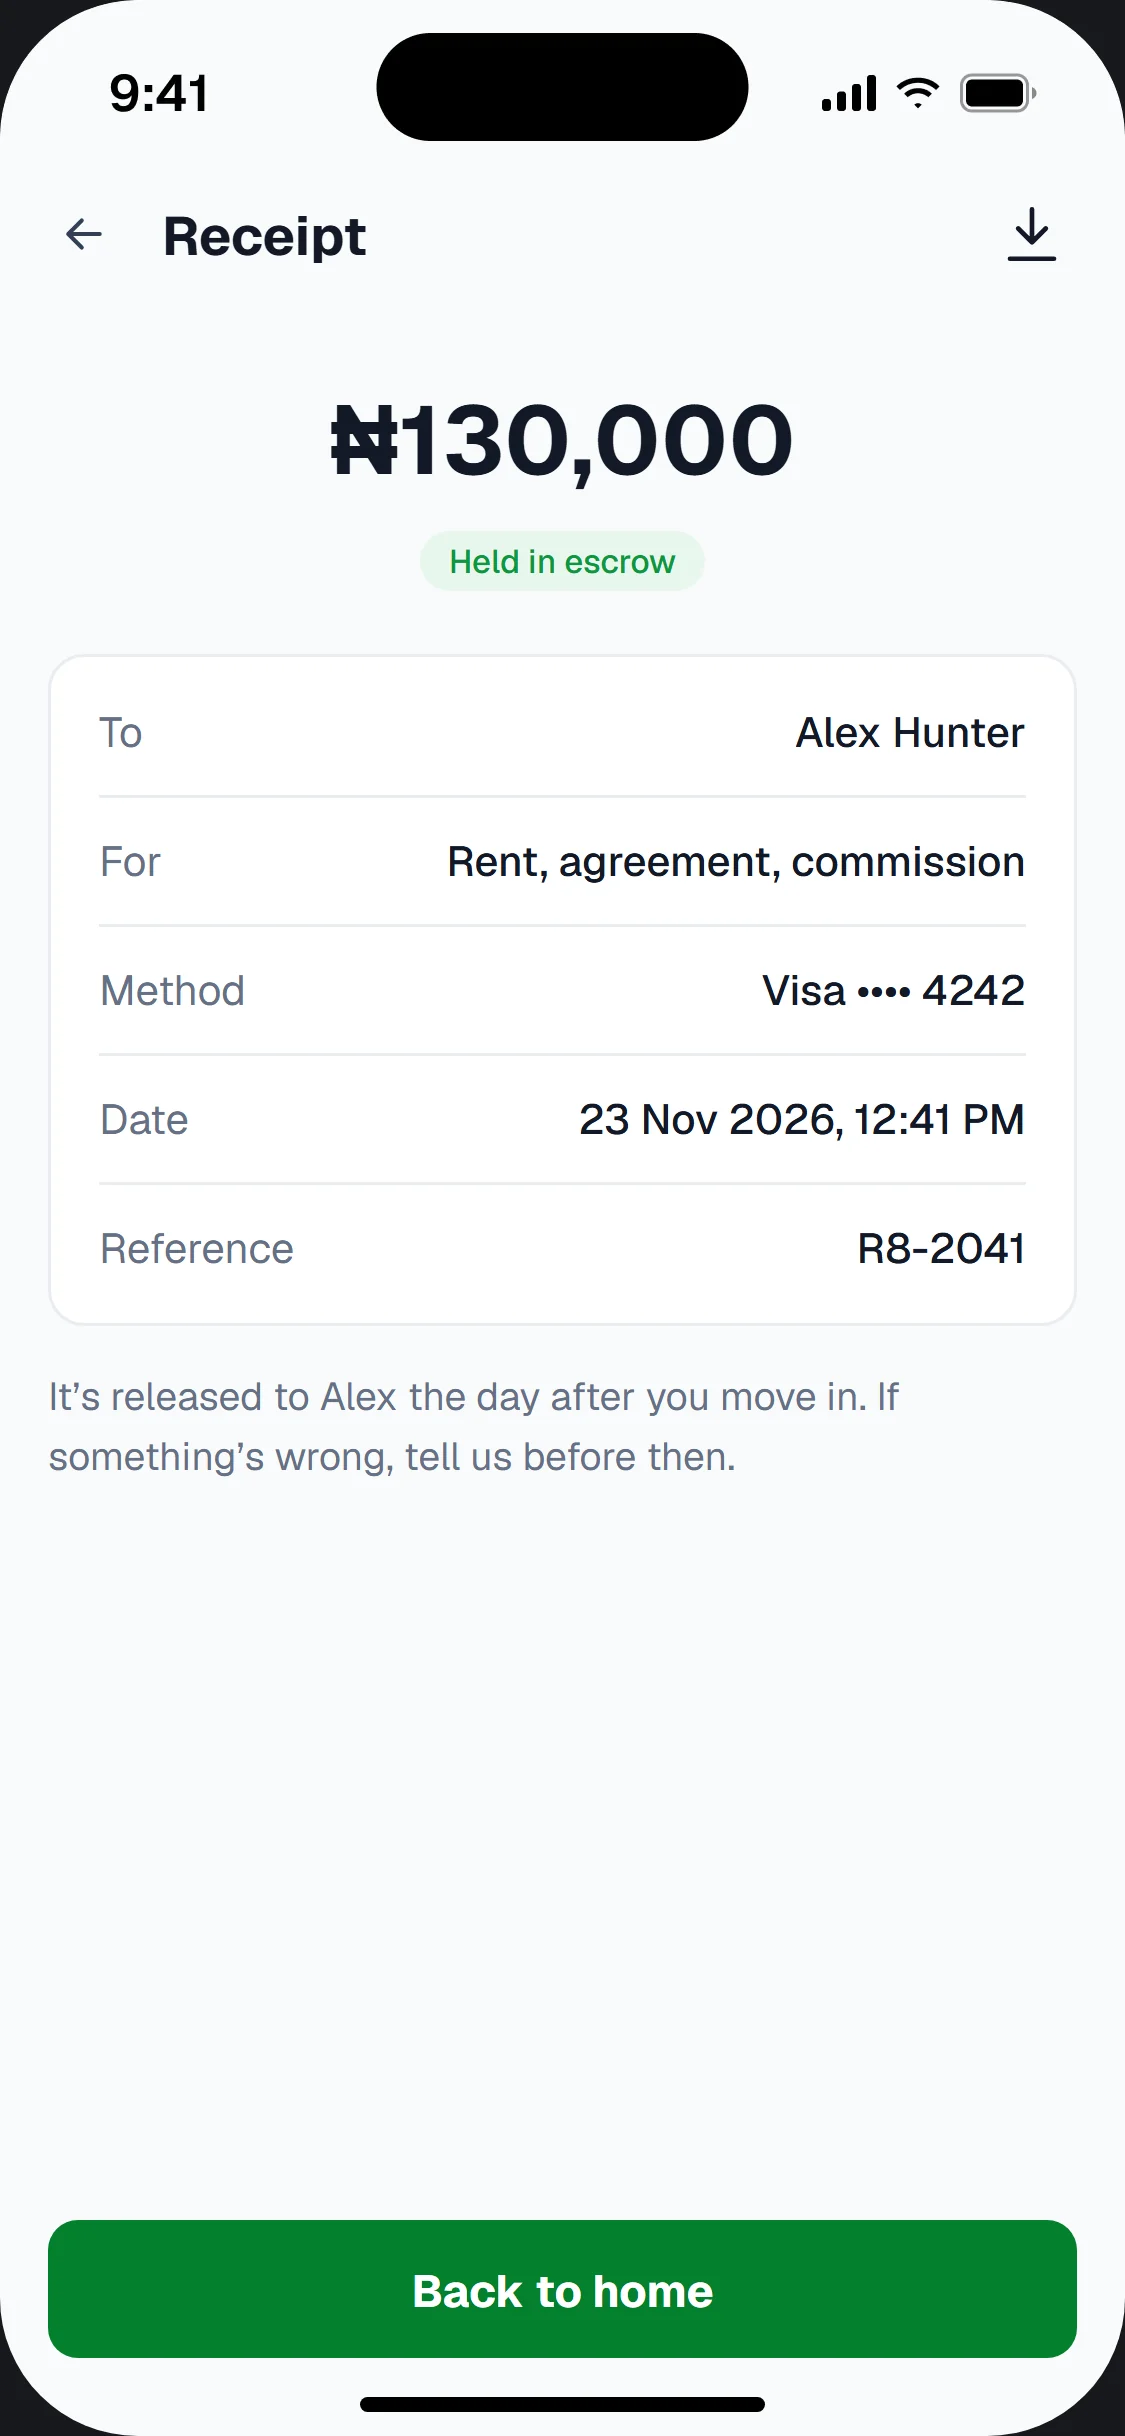 9:41
Receipt
₦130,000
Held in escrow
To Alex Hunter
For Rent, agreement, commission
Method Visa •••• 4242
Date 23 Nov 2026, 12:41 PM
Reference R8-2041
It’s released to Alex the day after you move in. If
something’s wrong, tell us before then.
Back to home